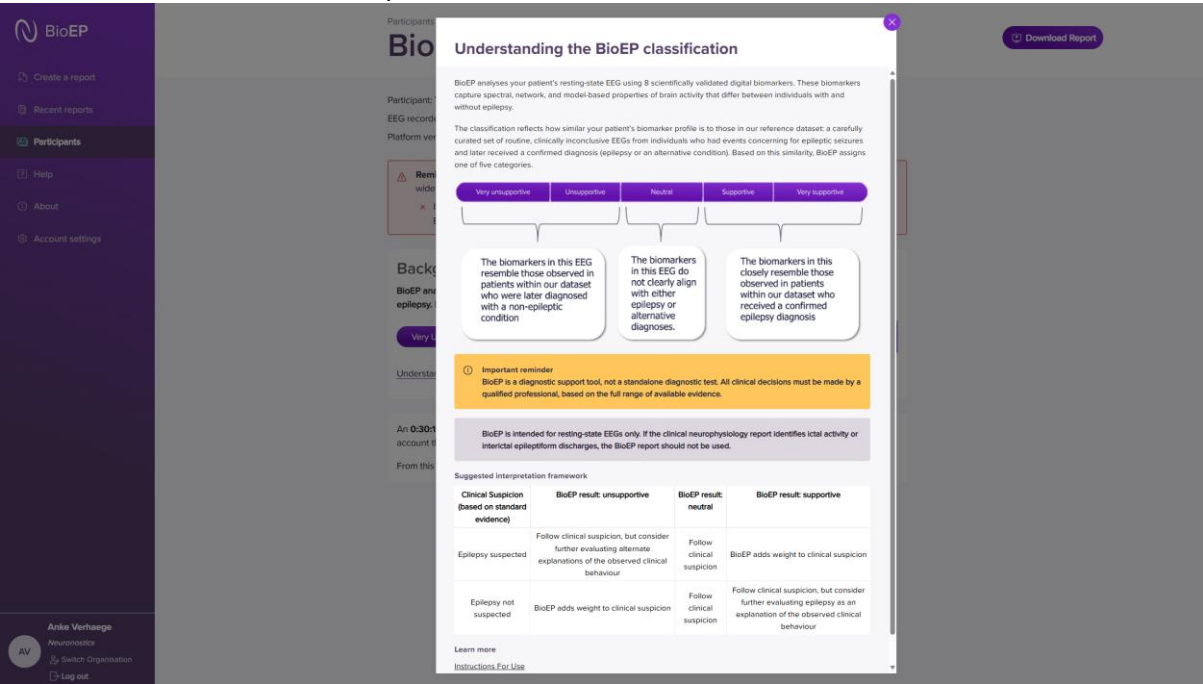 BioEP
Create a report
Recent reports
Participants
Help
About
Account settings
Anke Verhaege
AV
Neuronostics
Switch Organisation
Log out
Participants
Bio
Download Report
Participant:
EEG record
Platform ver
Rem
wide
Backg
BioEP ana
epilepsy.
Very U
Understa
An 0:30:1
account t
From this
Understanding the BioEP classification
BioEP analyses your patient's resting-state EEG using 8 scientifically validated digital biomarkers. These biomarkers
capture spectral, network, and model-based properties of brain activity that differ between individuals with and
without epilepsy.
The classification reflects how similar your patient's biomarker profile is to those in our reference dataset: a carefully
curated set of routine, clinically inconclusive EEGs from individuals who had events concerning for epileptic seizures
and later received a confirmed diagnosis (epilepsy or an alternative condition). Based on this similarity, BioEP assigns
one of five categories.
Very unsupportive Unsupportive Neutral Supportive Very supportive
The biomarkers in this EEG
resemble those observed in
patients within our dataset
who were later diagnosed
with a non-epileptic
condition
The biomarkers
in this EEG do
not clearly align
with either
epilepsy or
alternative
diagnoses.
The biomarkers in this
closely resemble those
observed in patients
within our dataset who
received a confirmed
epilepsy diagnosis
Important reminder
BioEP is a diagnostic support tool, not a standalone diagnostic test. All clinical decisions must be made by a
qualified professional, based on the full range of available evidence.
BioEP is intended for resting-state EEGs only. If the clinical neurophysiology report identifies ictal activity or
interictal epileptiform discharges, the BioEP report should not be used.
Suggested interpretation framework
Clinical Suspicion
(based on standard
evidence)
BioEP result: unsupportive
BioEP result:
neutral
BioEP result: supportive
Epilepsy suspected
Follow clinical suspicion, but consider
further evaluating alternate
explanations of the observed clinical
behaviour
Follow
clinical
suspicion
BioEP adds weight to clinical suspicion
Epilepsy not
suspected
BioEP adds weight to clinical suspicion
Follow
clinical
suspicion
Follow clinical suspicion, but consider
further evaluating epilepsy as an
explanation of the observed clinical
behaviour
Learn more
Instructions For Use